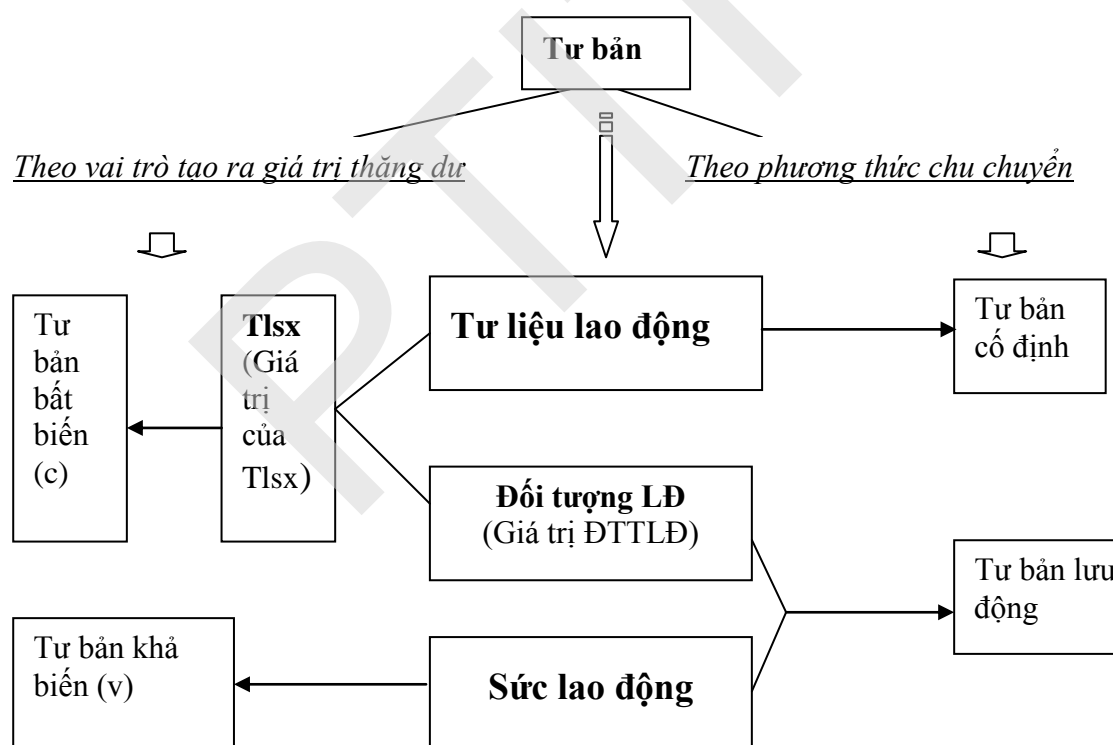 Tư bản
Theo vai trò tạo ra giá trị thặng dư
Theo phương thức chu chuyển
Tư
bản
bất
biến
(c)
Tlsx
(Giá
trị
của
Tlsx)
Tư liệu lao động
Tư bản
cố định
Đối tượng LĐ
(Giá trị ĐTTLĐ)
Tư bản lưu
động
Tư bản khả
biến (v)
Sức lao động
PTIT